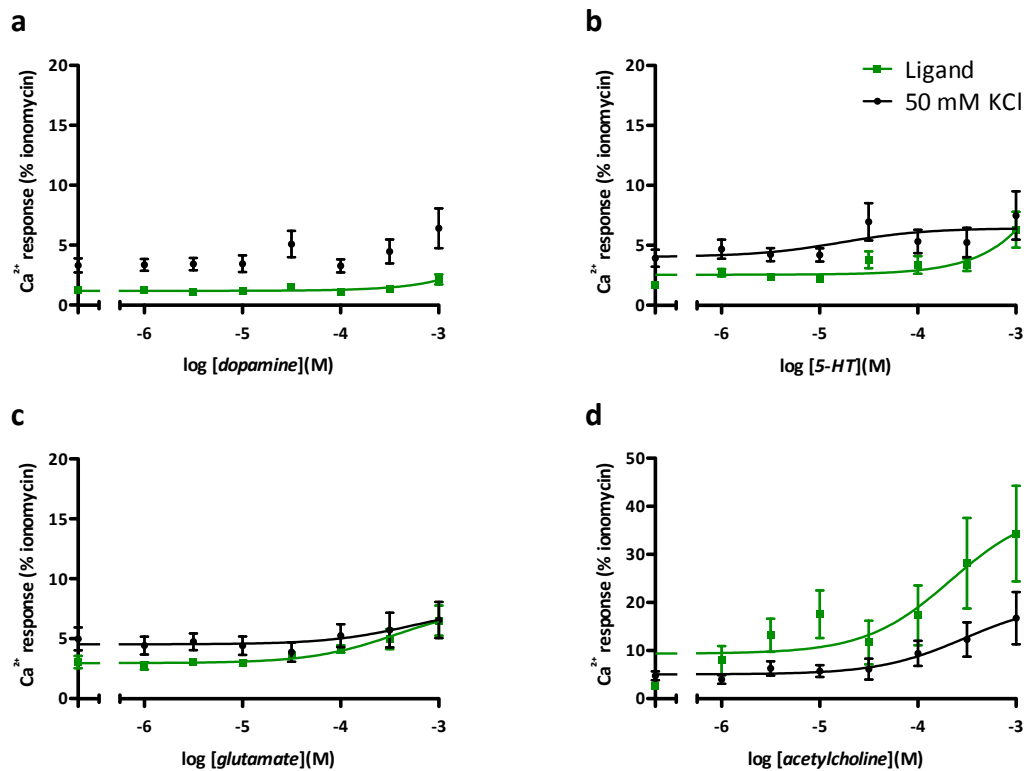 a
20
15
10
5
0
Ca²⁺ response (% ionomycin)
-6 -5 -4 -3
log [dopamine](M)
b
20
15
10
5
0
Ca²⁺ response (% ionomycin)
-6 -5 -4 -3
log [5-HT](M)
Ligand
50 mM KCl
c
20
15
10
5
0
Ca²⁺ response (% ionomycin)
-6 -5 -4 -3
log [glutamate](M)
d
50
40
30
20
10
0
Ca²⁺ response (% ionomycin)
-6 -5 -4 -3
log [acetylcholine](M)